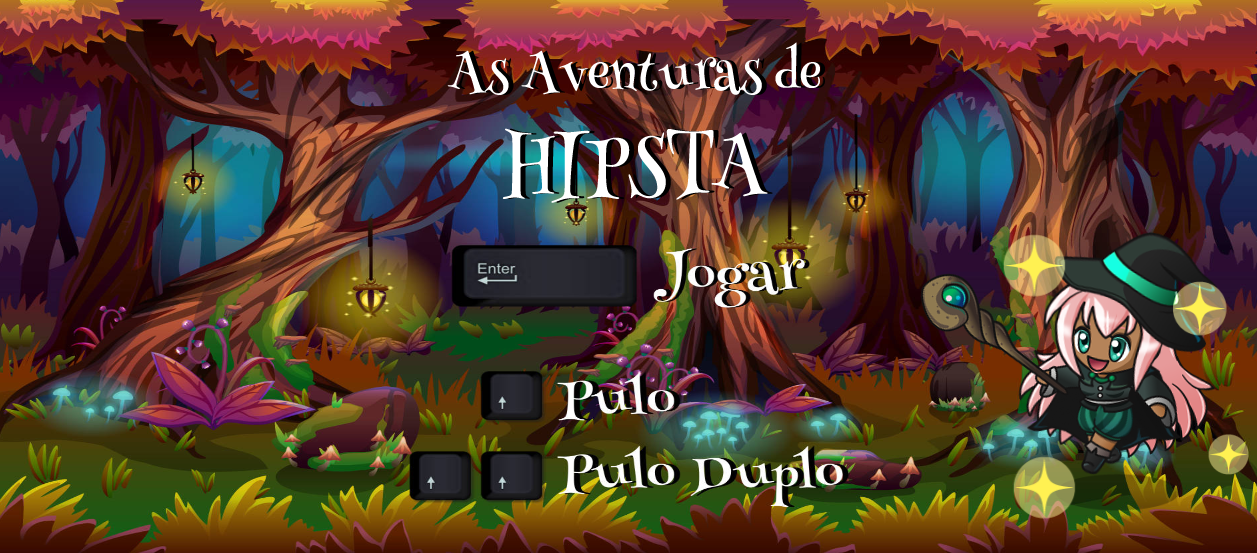 As Aventuras de
HIPSTA
Enter
Jogar
Pulo
Pulo Duplo